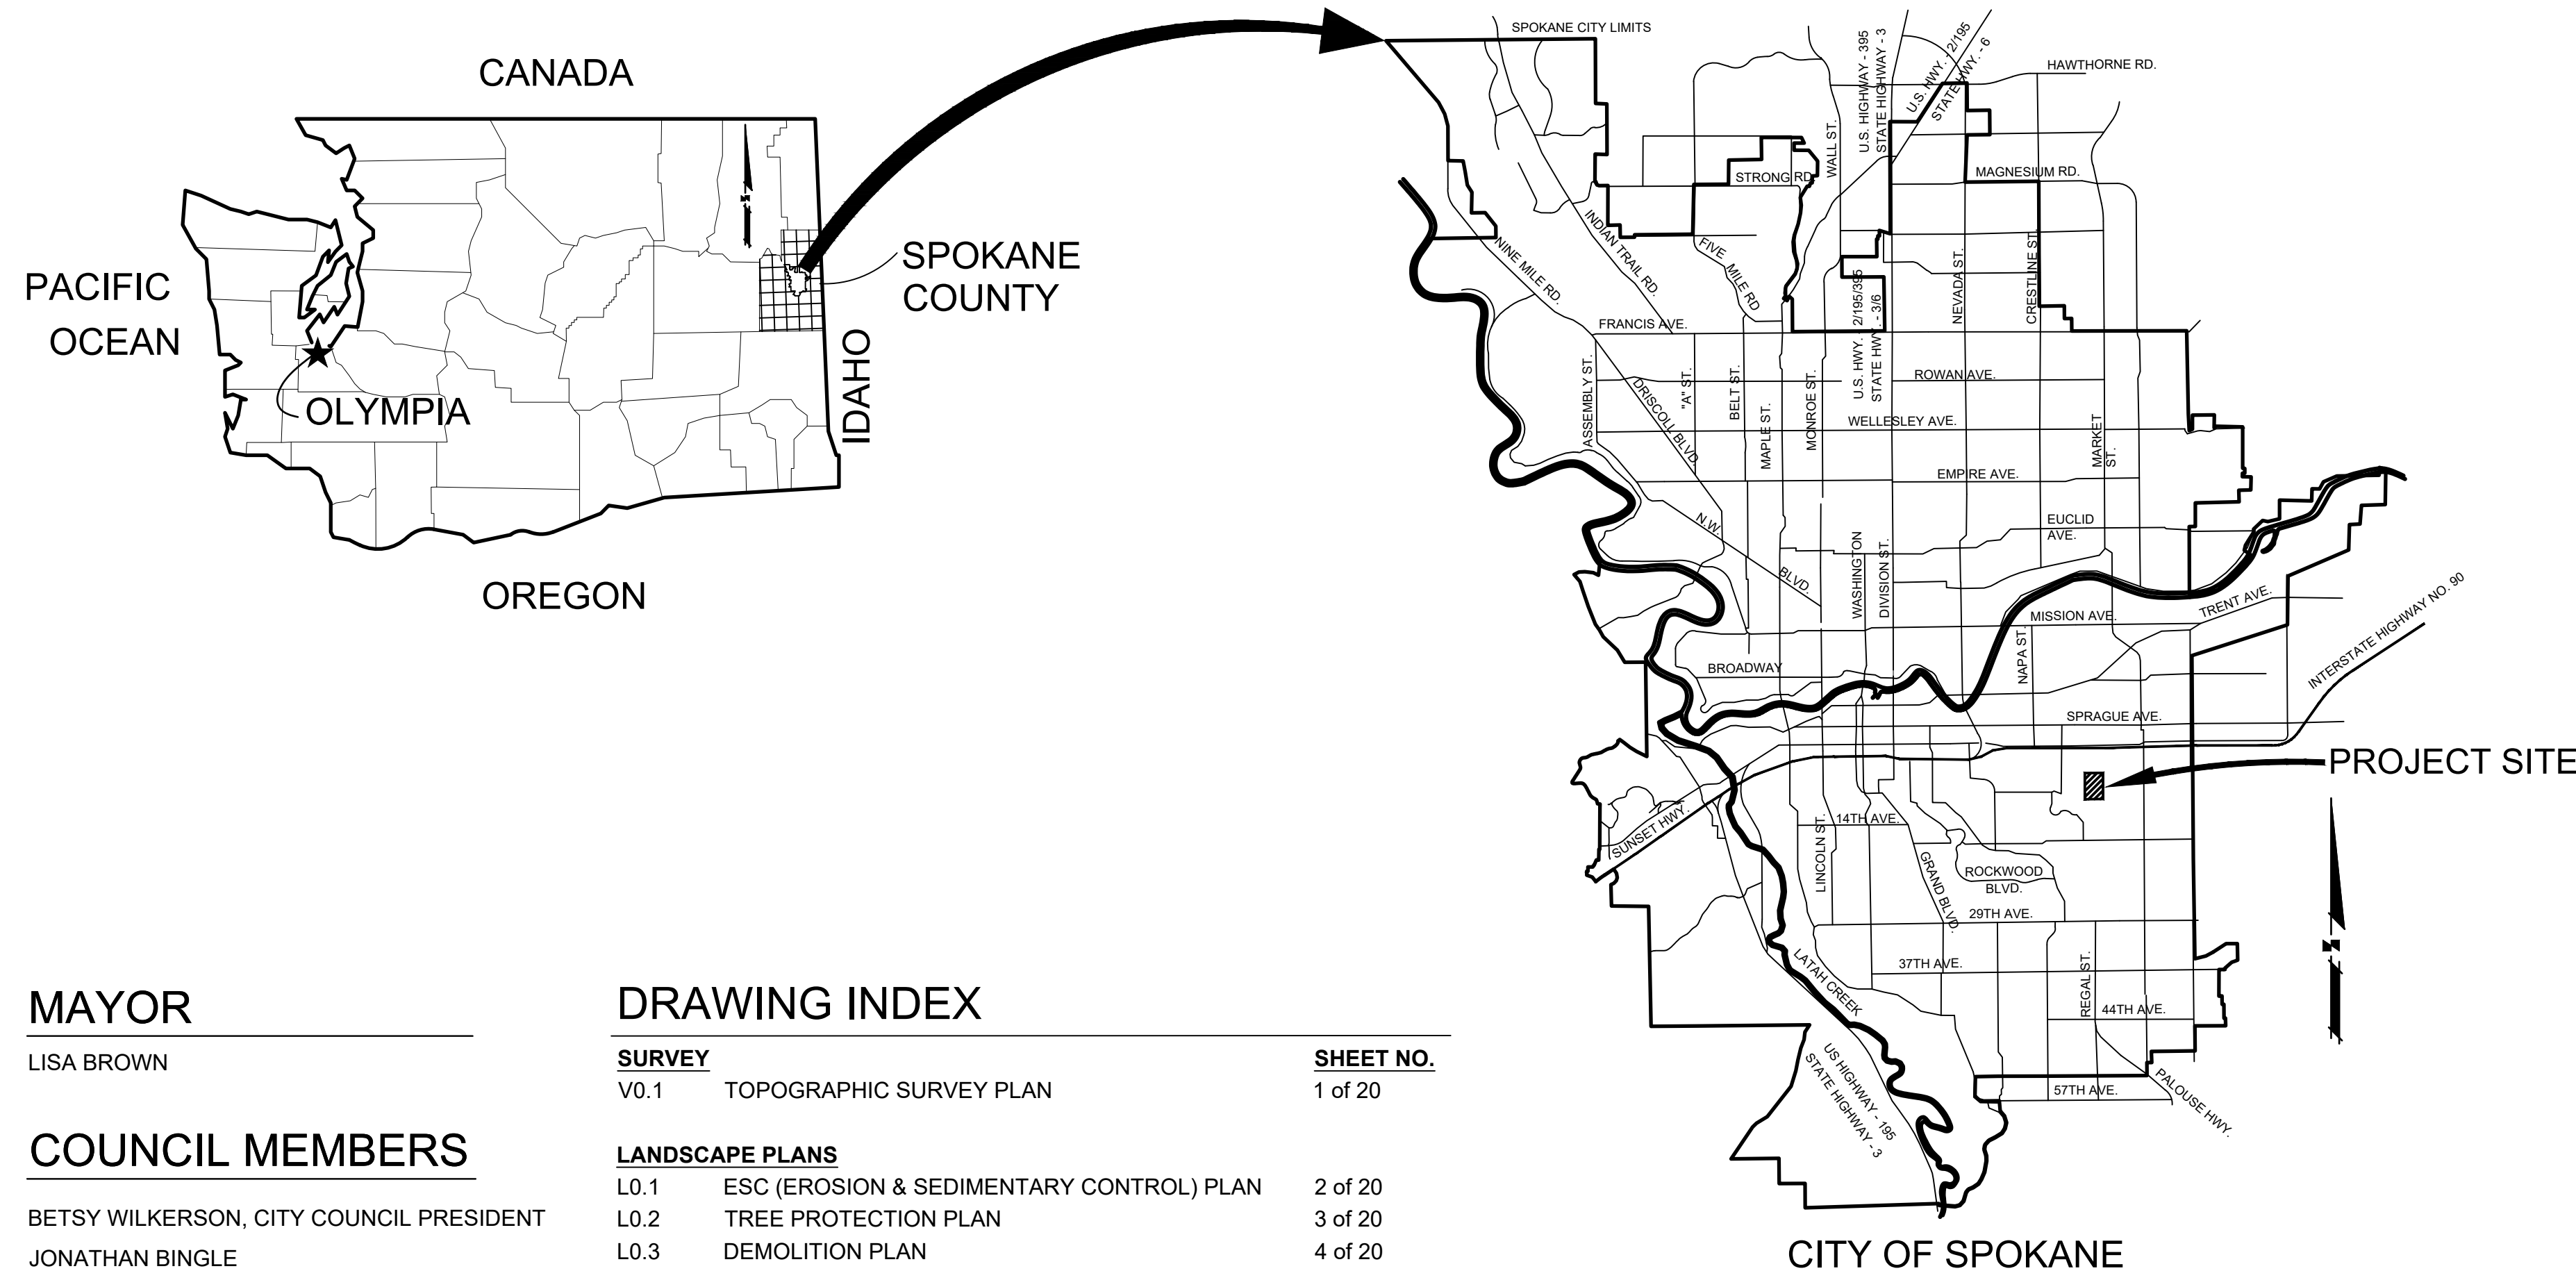 CANADA
PACIFIC
OCEAN
SPOKANE
COUNTY
IDAHO
OLYMPIA
OREGON
SPOKANE CITY LIMITS
HAWTHORNE RD.
U.S. HIGHWAY - 395
STATE HIGHWAY - 3
U.S. HWY. - 2/195
STATE HWY. - 6
WALL ST.
STRONG RD.
MAGNESIUM RD.
NINE MILE RD.
INDIAN TRAIL RD.
FIVE MILE RD
NEVADA ST.
CRESTLINE ST.
U.S. HWY. - 2/195/395
STATE HWY. - 3/6
FRANCIS AVE.
ASSEMBLY ST.
DRISCOLL BLVD.
"A" ST.
BELT ST.
MAPLE ST.
MONROE ST.
ROWAN AVE.
WELLESLEY AVE.
MARKET
ST.
EMPIRE AVE.
N.W.
BLVD.
EUCLID
AVE.
WASHINGTON
DIVISION ST.
MISSION AVE.
TRENT AVE.
INTERSTATE HIGHWAY NO. 90
NAPA ST.
BROADWAY
SPRAGUE AVE.
PROJECT SITE
SUNSET HWY.
LINCOLN ST.
14TH AVE.
GRAND BLVD.
ROCKWOOD
BLVD.
29TH AVE.
37TH AVE.
LATAH CREEK
REGAL ST.
44TH AVE.
US HIGHWAY - 195
STATE HIGHWAY - 3
57TH AVE.
PALOUSE HWY.
CITY OF SPOKANE
MAYOR
LISA BROWN
COUNCIL MEMBERS
BETSY WILKERSON, CITY COUNCIL PRESIDENT
JONATHAN BINGLE
DRAWING INDEX
SURVEY SHEET NO.
V0.1 TOPOGRAPHIC SURVEY PLAN 1 of 20
LANDSCAPE PLANS
L0.1 ESC (EROSION & SEDIMENTARY CONTROL) PLAN 2 of 20
L0.2 TREE PROTECTION PLAN 3 of 20
L0.3 DEMOLITION PLAN 4 of 20